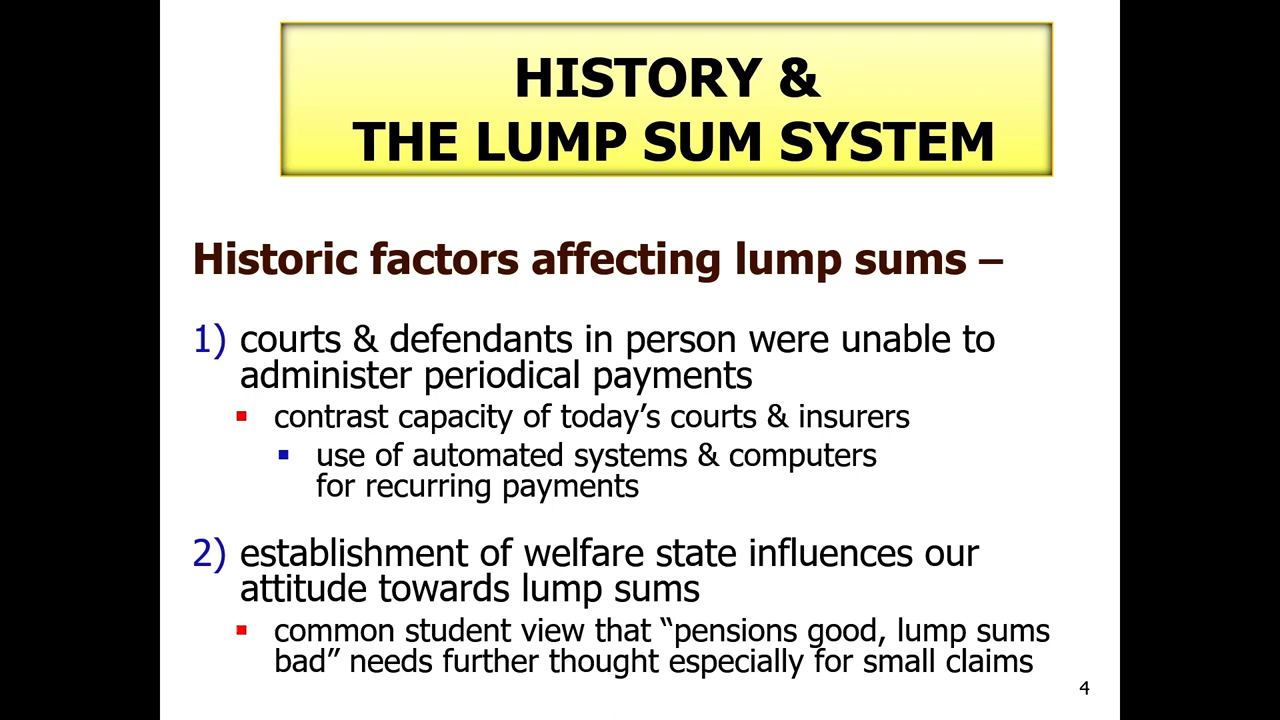 HISTORY &
THE LUMP SUM SYSTEM
Historic factors affecting lump sums –
1) courts & defendants in person were unable to
administer periodical payments
▪ contrast capacity of today’s courts & insurers
▪ use of automated systems & computers
for recurring payments
2) establishment of welfare state influences our
attitude towards lump sums
▪ common student view that “pensions good, lump sums
bad” needs further thought especially for small claims
4